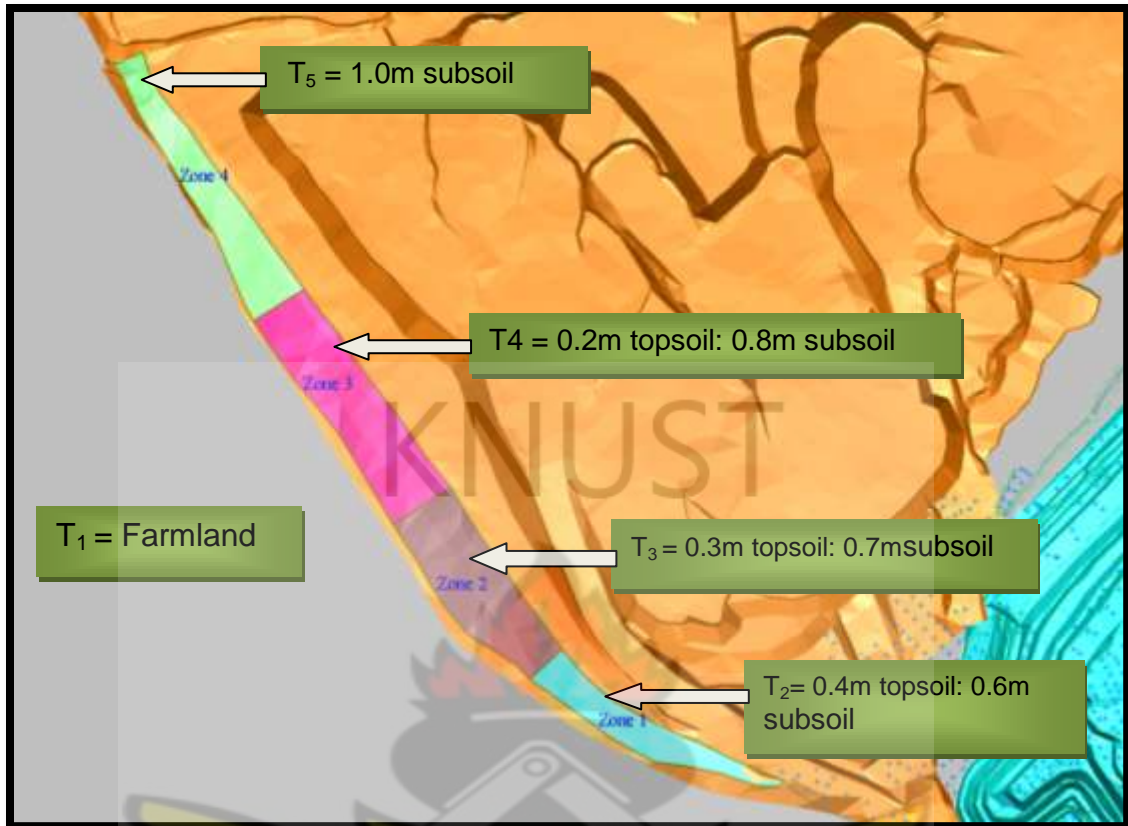 T₅ = 1.0m subsoil
Zone 4
T4 = 0.2m topsoil: 0.8m subsoil
Zone 3
KNUST
T₁ = Farmland
T₃ = 0.3m topsoil: 0.7msubsoil
Zone 2
T₂= 0.4m topsoil: 0.6m
subsoil
Zone 1